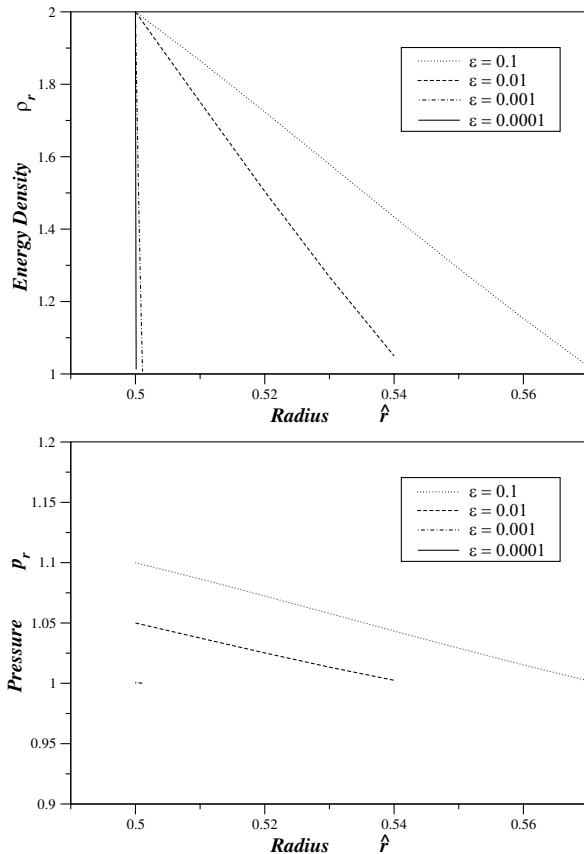 2
1.8
1.6
1.4
1.2
1
Energy Density ρr
ε = 0.1
ε = 0.01
ε = 0.001
ε = 0.0001
0.5
0.52
0.54
0.56
Radius r̂
1.2
1.15
1.1
1.05
1
0.95
0.9
Pressure pr
ε = 0.1
ε = 0.01
ε = 0.001
ε = 0.0001
0.5
0.52
0.54
0.56
Radius r̂